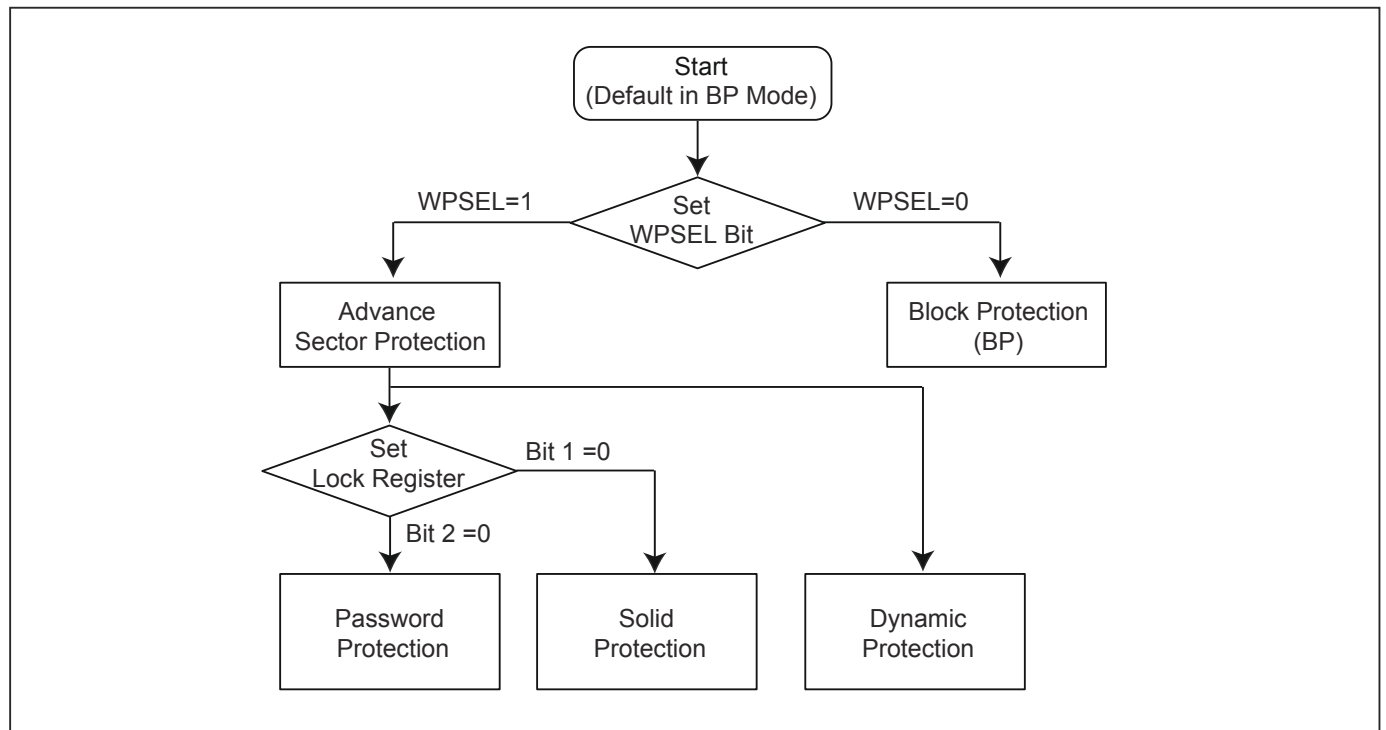 Start
(Default in BP Mode)
WPSEL=1
Set
WPSEL Bit
WPSEL=0
Advance
Sector Protection
Block Protection
(BP)
Set
Lock Register
Bit 1 =0
Bit 2 =0
Password
Protection
Solid
Protection
Dynamic
Protection